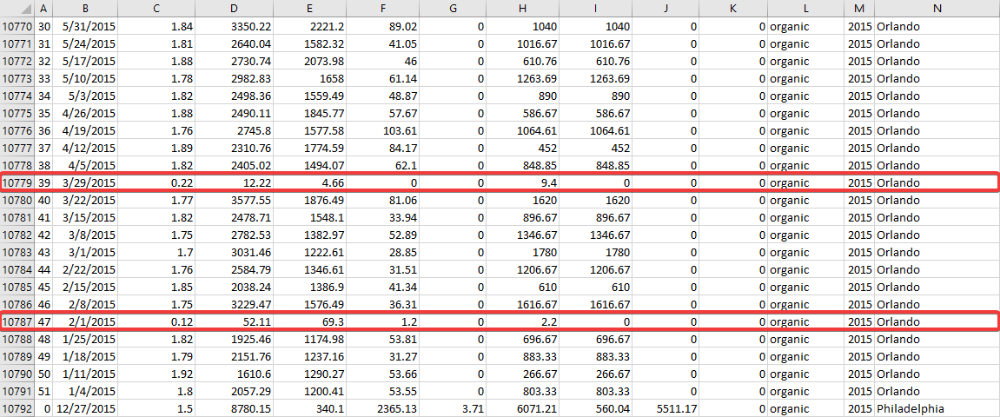 A B C D E F G H I J K L M N
10770 30 5/31/2015 1.84 3350.22 2221.2 89.02 0 1040 1040 0 0 organic 2015 Orlando
10771 31 5/24/2015 1.81 2640.04 1582.32 41.05 0 1016.67 1016.67 0 0 organic 2015 Orlando
10772 32 5/17/2015 1.88 2730.74 2073.98 46 0 610.76 610.76 0 0 organic 2015 Orlando
10773 33 5/10/2015 1.78 2982.83 1658 61.14 0 1263.69 1263.69 0 0 organic 2015 Orlando
10774 34 5/3/2015 1.82 2498.36 1559.49 48.87 0 890 890 0 0 organic 2015 Orlando
10775 35 4/26/2015 1.88 2490.11 1845.77 57.67 0 586.67 586.67 0 0 organic 2015 Orlando
10776 36 4/19/2015 1.76 2745.8 1577.58 103.61 0 1064.61 1064.61 0 0 organic 2015 Orlando
10777 37 4/12/2015 1.89 2310.76 1774.59 84.17 0 452 452 0 0 organic 2015 Orlando
10778 38 4/5/2015 1.82 2405.02 1494.07 62.1 0 848.85 848.85 0 0 organic 2015 Orlando
10779 39 3/29/2015 0.22 12.22 4.66 0 0 9.4 0 0 0 organic 2015 Orlando
10780 40 3/22/2015 1.77 3577.55 1876.49 81.06 0 1620 1620 0 0 organic 2015 Orlando
10781 41 3/15/2015 1.82 2478.71 1548.1 33.94 0 896.67 896.67 0 0 organic 2015 Orlando
10782 42 3/8/2015 1.75 2782.53 1382.97 52.89 0 1346.67 1346.67 0 0 organic 2015 Orlando
10783 43 3/1/2015 1.7 3031.46 1222.61 28.85 0 1780 1780 0 0 organic 2015 Orlando
10784 44 2/22/2015 1.76 2584.79 1346.61 31.51 0 1206.67 1206.67 0 0 organic 2015 Orlando
10785 45 2/15/2015 1.85 2038.24 1386.9 41.34 0 610 610 0 0 organic 2015 Orlando
10786 46 2/8/2015 1.75 3229.47 1576.49 36.31 0 1616.67 1616.67 0 0 organic 2015 Orlando
10787 47 2/1/2015 0.12 52.11 69.3 1.2 0 2.2 0 0 0 organic 2015 Orlando
10788 48 1/25/2015 1.82 1925.46 1174.98 53.81 0 696.67 696.67 0 0 organic 2015 Orlando
10789 49 1/18/2015 1.79 2151.76 1237.16 31.27 0 883.33 883.33 0 0 organic 2015 Orlando
10790 50 1/11/2015 1.92 1610.6 1290.27 53.66 0 266.67 266.67 0 0 organic 2015 Orlando
10791 51 1/4/2015 1.8 2057.29 1200.41 53.55 0 803.33 803.33 0 0 organic 2015 Orlando
10792 0 12/27/2015 1.5 8780.15 340.1 2365.13 3.71 6071.21 560.04 5511.17 0 organic 2015 Philadelphia